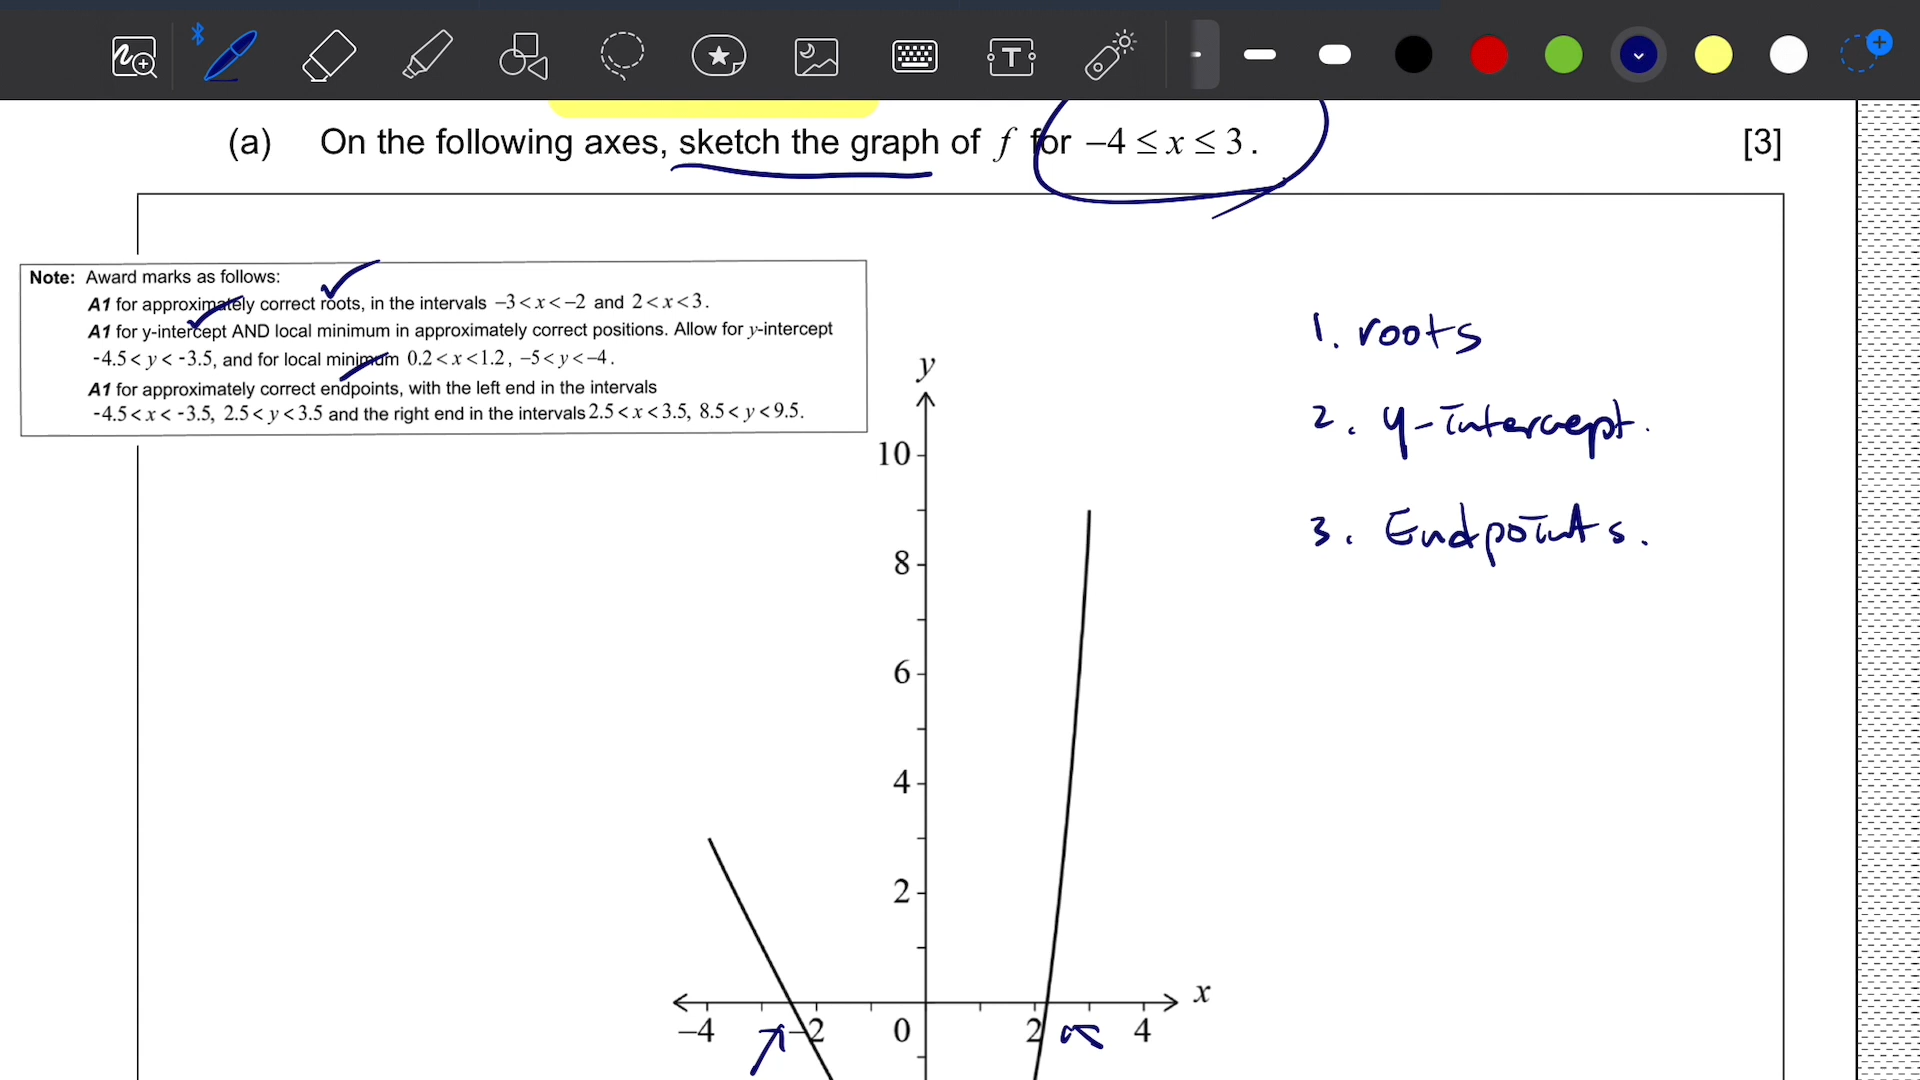 (a) On the following axes, sketch the graph of f for −4 ≤ x ≤ 3. [3]
Note: Award marks as follows:
A1 for approximately correct roots, in the intervals −3 < x < −2 and 2 < x < 3.
A1 for y-intercept AND local minimum in approximately correct positions. Allow for y-intercept
-4.5 < y < -3.5, and for local minimum 0.2 < x < 1.2, −5 < y < −4.
A1 for approximately correct endpoints, with the left end in the intervals
-4.5 < x < -3.5, 2.5 < y < 3.5 and the right end in the intervals 2.5 < x < 3.5, 8.5 < y < 9.5.
1. roots
2. y-intercept.
3. Endpoints.
y
10
8
6
4
2
x
−4 −2 0 2 4
T